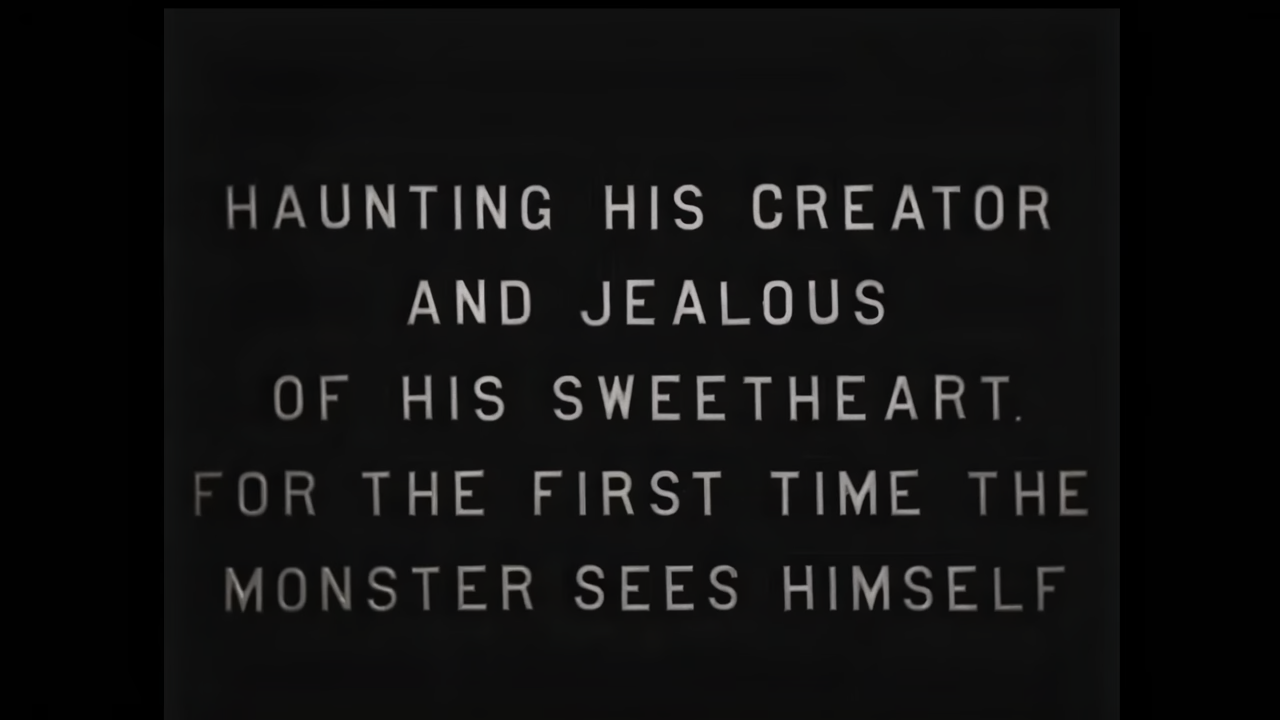 HAUNTING HIS CREATOR
AND JEALOUS
OF HIS SWEETHEART.
FOR THE FIRST TIME THE
MONSTER SEES HIMSELF